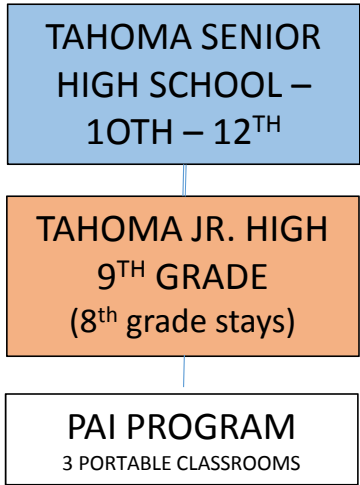 TAHOMA SENIOR
HIGH SCHOOL –
1OTH – 12TH
TAHOMA JR. HIGH
9TH GRADE
(8th grade stays)
PAI PROGRAM
3 PORTABLE CLASSROOMS